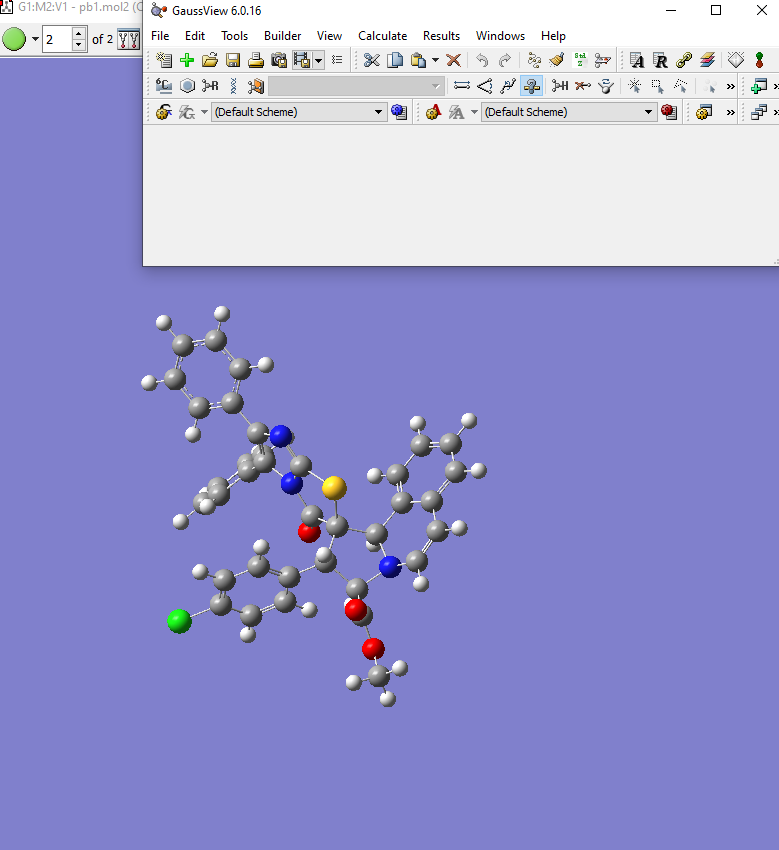 G1:M2:V1 - pb1.mol2 (C
GaussView 6.0.16
File Edit Tools Builder View Calculate Results Windows Help
2 of 2
(Default Scheme) (Default Scheme)